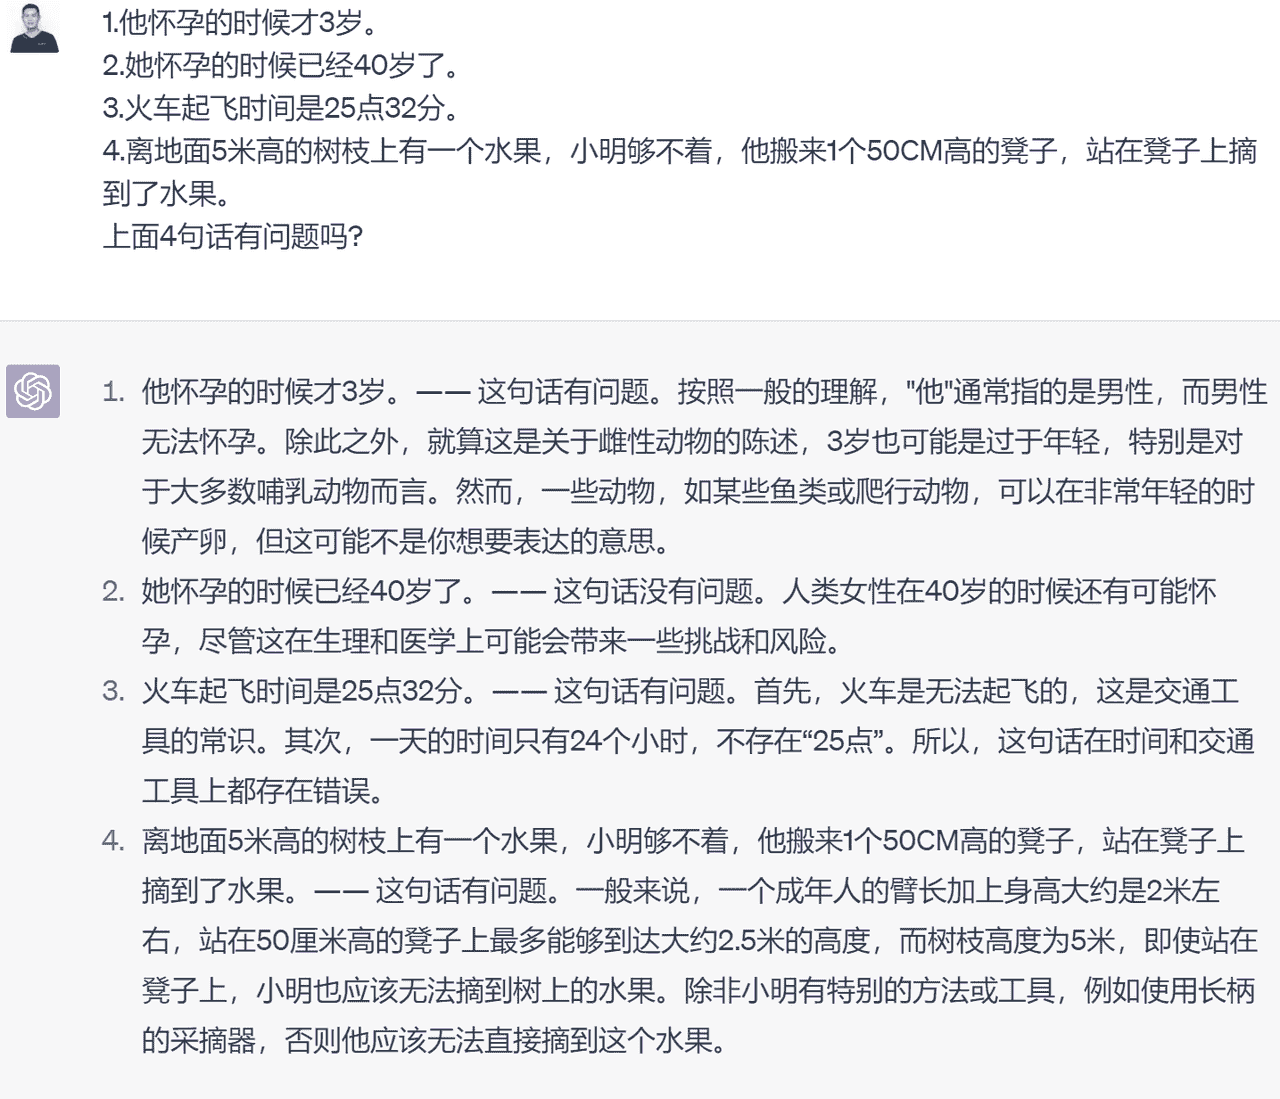 1.他怀孕的时候才3岁。
2.她怀孕的时候已经40岁了。
3.火车起飞时间是25点32分。
4.离地面5米高的树枝上有一个水果，小明够不着，他搬来1个50CM高的凳子，站在凳子上摘
到了水果。
上面4句话有问题吗?
1. 他怀孕的时候才3岁。—— 这句话有问题。按照一般的理解，"他"通常指的是男性，而男性
无法怀孕。除此之外，就算这是关于雌性动物的陈述，3岁也可能是过于年轻，特别是对
于大多数哺乳动物而言。然而，一些动物，如某些鱼类或爬行动物，可以在非常年轻的时
候产卵，但这可能不是你想要表达的意思。
2. 她怀孕的时候已经40岁了。—— 这句话没有问题。人类女性在40岁的时候还有可能怀
孕，尽管这在生理和医学上可能会带来一些挑战和风险。
3. 火车起飞时间是25点32分。—— 这句话有问题。首先，火车是无法起飞的，这是交通工
具的常识。其次，一天的时间只有24个小时，不存在“25点”。所以，这句话在时间和交通
工具上都存在错误。
4. 离地面5米高的树枝上有一个水果，小明够不着，他搬来1个50CM高的凳子，站在凳子上
摘到了水果。—— 这句话有问题。一般来说，一个成年人的臂长加上身高大约是2米左
右，站在50厘米高的凳子上最多能够到达大约2.5米的高度，而树枝高度为5米，即使站在
凳子上，小明也应该无法摘到树上的水果。除非小明有特别的方法或工具，例如使用长柄
的采摘器，否则他应该无法直接摘到这个水果。